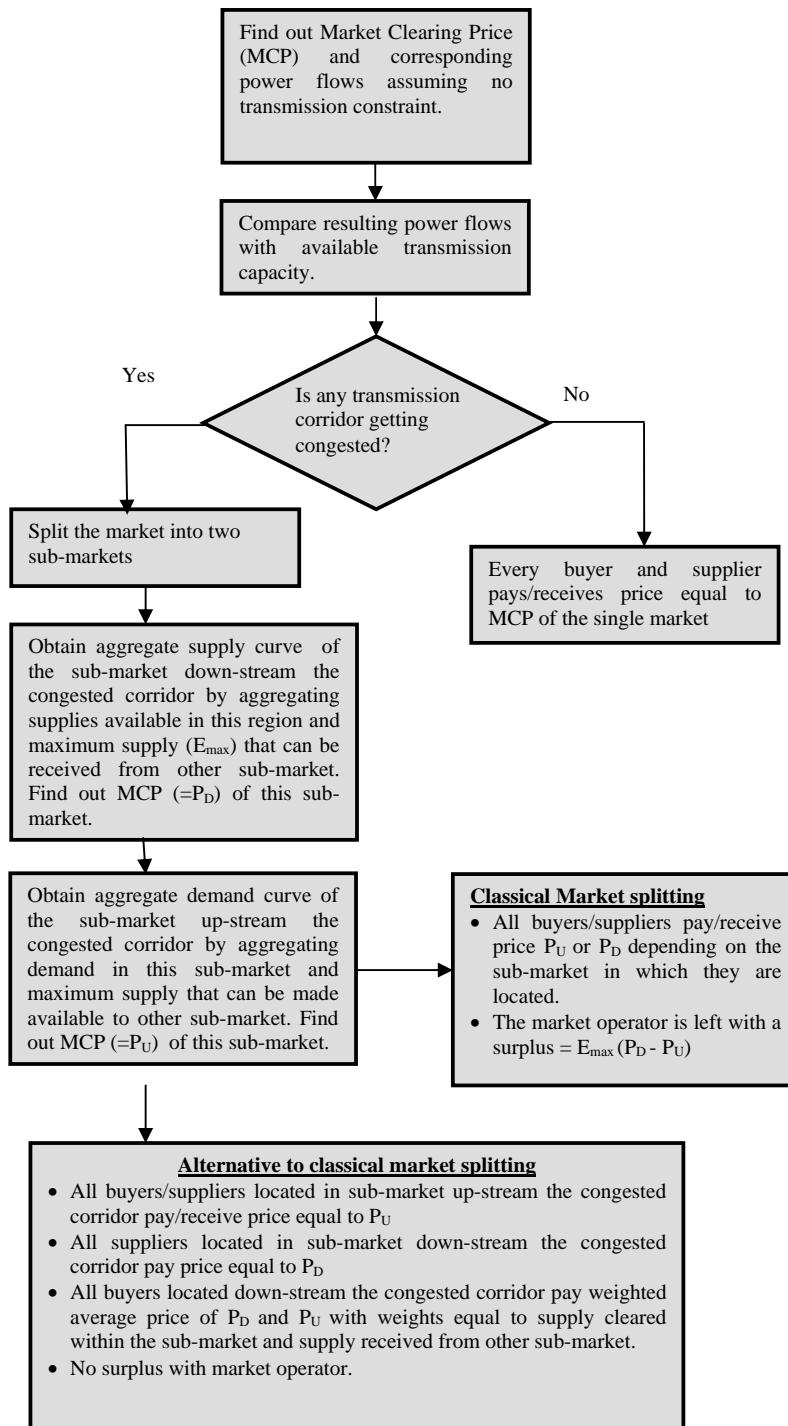 Find out Market Clearing Price
(MCP) and corresponding
power flows assuming no
transmission constraint.
Compare resulting power flows
with available transmission
capacity.
Yes
Is any transmission
corridor getting
congested?
No
Split the market into two
sub-markets
Every buyer and supplier
pays/receives price equal to
MCP of the single market
Obtain aggregate supply curve of
the sub-market down-stream the
congested corridor by aggregating
supplies available in this region and
maximum supply (Emax) that can be
received from other sub-market.
Find out MCP (=PD) of this sub-
market.
Obtain aggregate demand curve of
the sub-market up-stream the
congested corridor by aggregating
demand in this sub-market and
maximum supply that can be made
available to other sub-market. Find
out MCP (=PU) of this sub-market.
Classical Market splitting
• All buyers/suppliers pay/receive
price PU or PD depending on the
sub-market in which they are
located.
• The market operator is left with a
surplus = Emax (PD - PU)
Alternative to classical market splitting
• All buyers/suppliers located in sub-market up-stream the congested
corridor pay/receive price equal to PU
• All suppliers located in sub-market down-stream the congested
corridor pay price equal to PD
• All buyers located down-stream the congested corridor pay weighted
average price of PD and PU with weights equal to supply cleared
within the sub-market and supply received from other sub-market.
• No surplus with market operator.